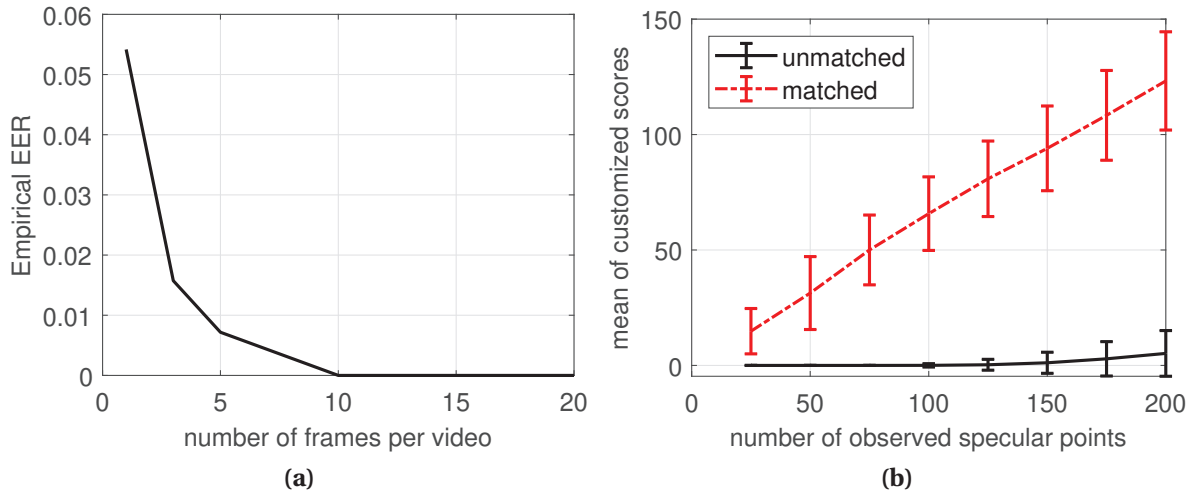 0.06
0.05
0.04
0.03
0.02
0.01
0
Empirical EER
0 5 10 15 20
number of frames per video
(a)
150
100
50
0
mean of customized scores
unmatched
matched
0 50 100 150 200
number of observed specular points
(b)